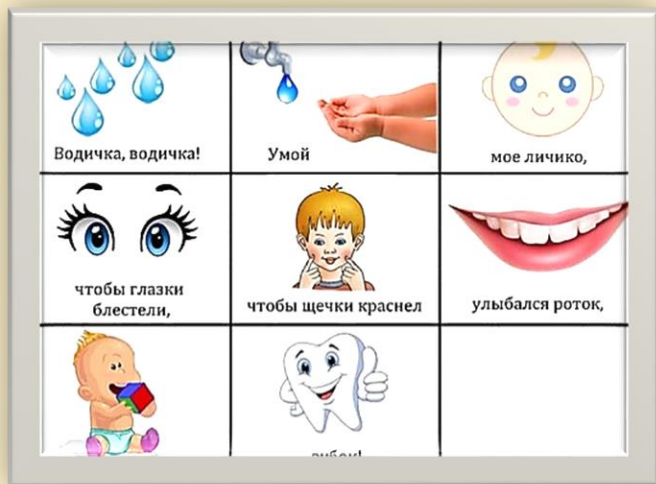 Водичка, водичка!
Умой
мое личико,
чтобы глазки
блестели,
чтобы щечки краснел
улыбался роток,